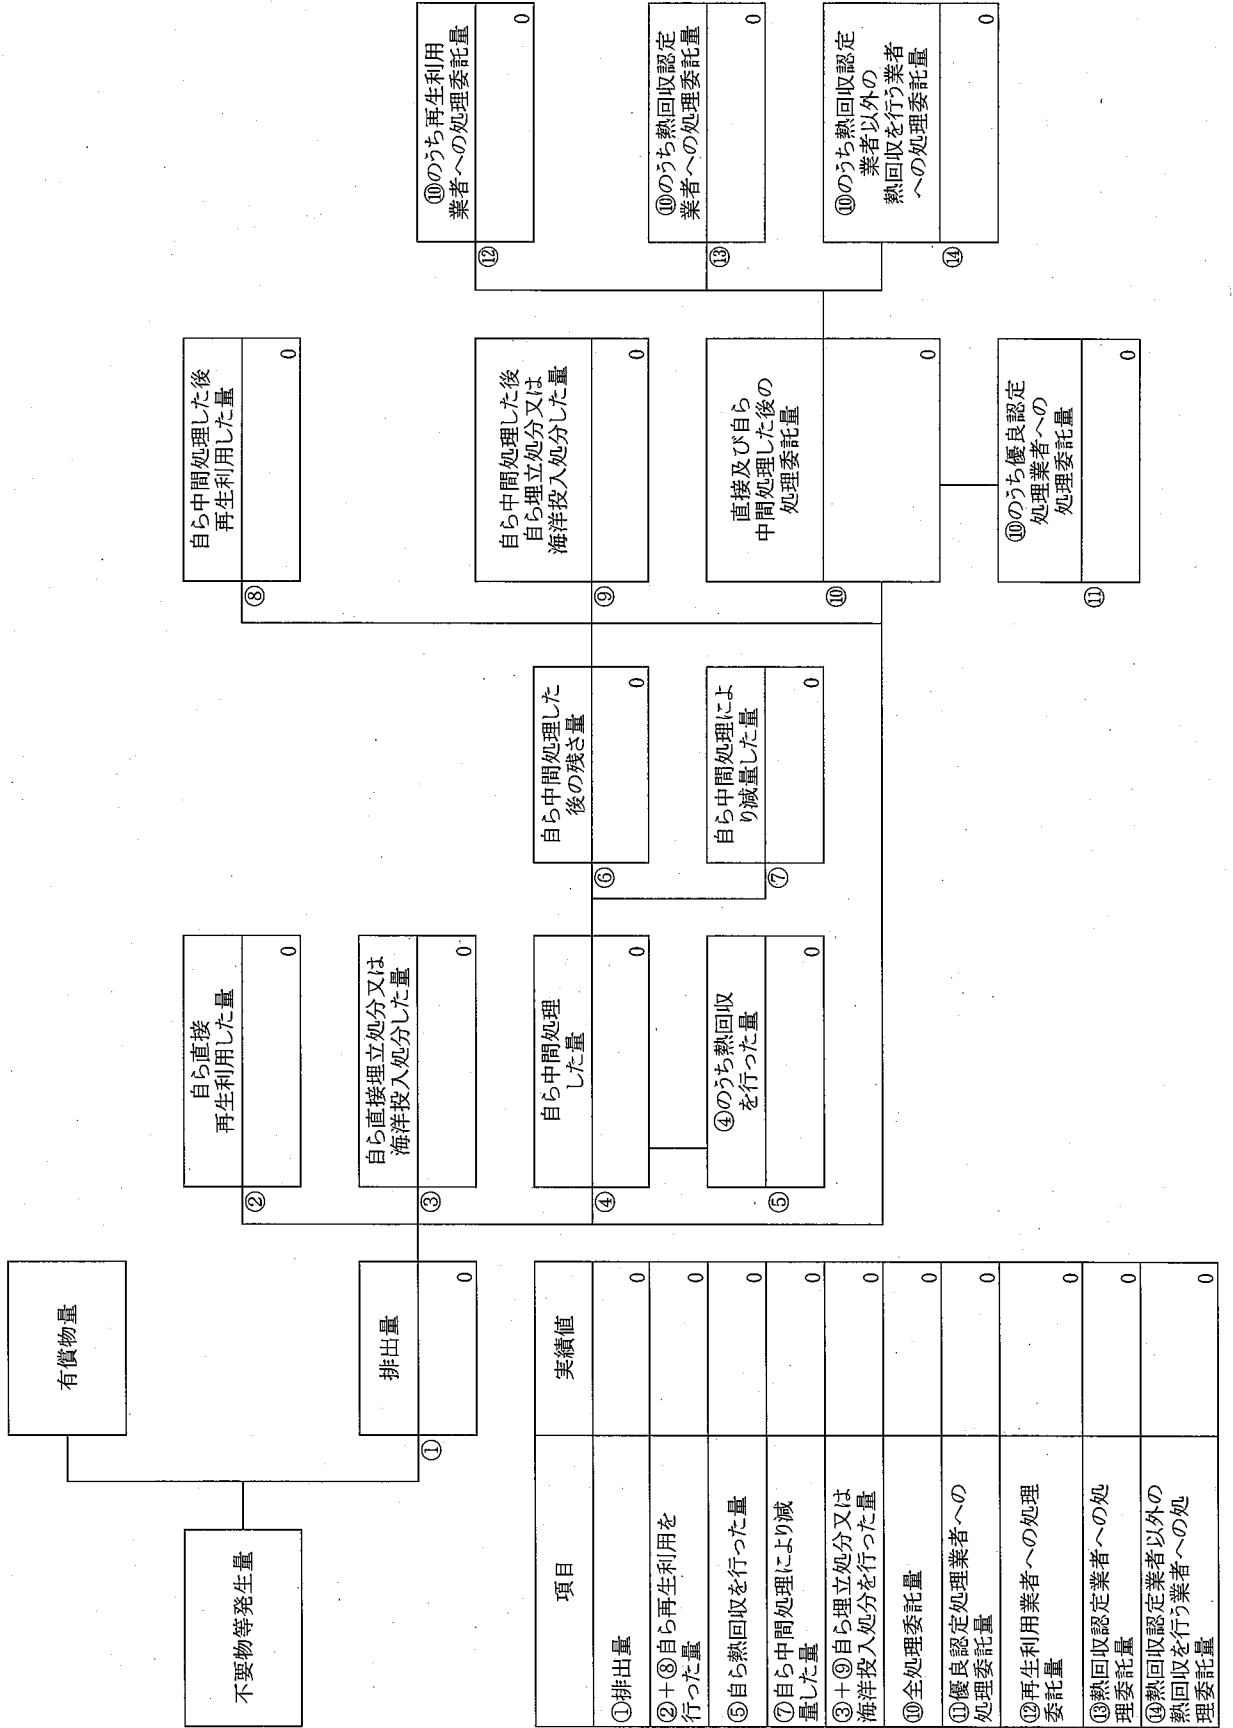 有償物量
不要物等発生量
①
排出量
0
②
自ら直接
再生利用した量
0
③
自ら直接埋立処分又は
海洋投入処分した量
0
④
自ら中間処理
した量
0
⑤
④のうち熱回収
を行った量
0
⑥
自ら中間処理した
後の残さ量
0
⑦
自ら中間処理によ
り減量した量
0
⑧
自ら中間処理した後
再生利用した量
0
⑨
自ら中間処理した後
自ら埋立処分又は
海洋投入処分した量
0
⑩
直接及び自ら
中間処理した後の
処理委託量
0
⑪
⑩のうち優良認定
処理業者への
処理委託量
0
⑫
⑩のうち再生利用
業者への処理委託量
0
⑬
⑩のうち熱回収認定
業者への処理委託量
0
⑭
⑩のうち熱回収認定
業者以外の
熱回収を行う業者
への処理委託量
0
項目 実績値
①排出量 0
②+⑧自ら再生利用を
行った量 0
⑤自ら熱回収を行った量 0
⑦自ら中間処理により減
量した量 0
③+⑨自ら埋立処分又は
海洋投入処分を行った量 0
⑩全処理委託量 0
⑪優良認定処理業者への
処理委託量 0
⑫再生利用業者への処理
委託量 0
⑬熱回収認定業者への処
理委託量 0
⑭熱回収認定業者以外の
熱回収を行う業者への処
理委託量 0